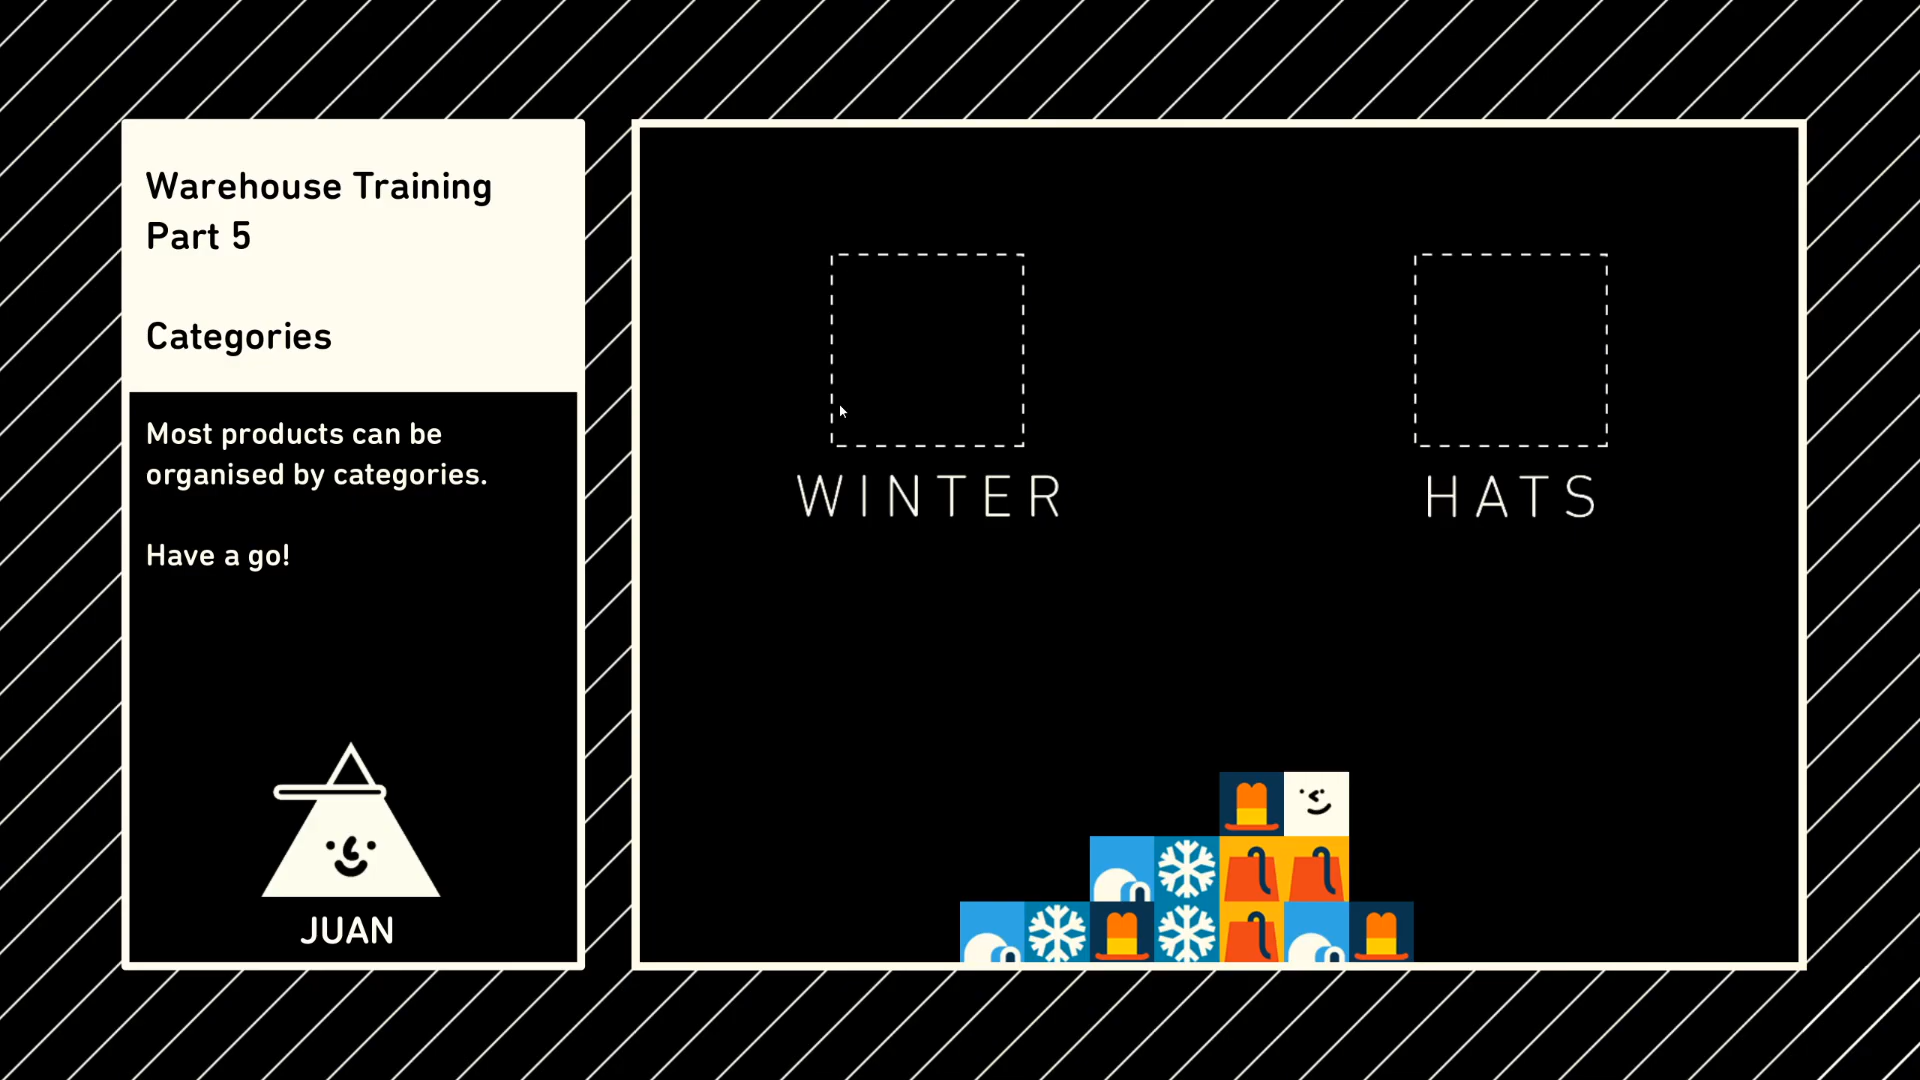 Warehouse Training
Part 5
Categories
Most products can be
organised by categories.
Have a go!
JUAN
WINTER
HATS